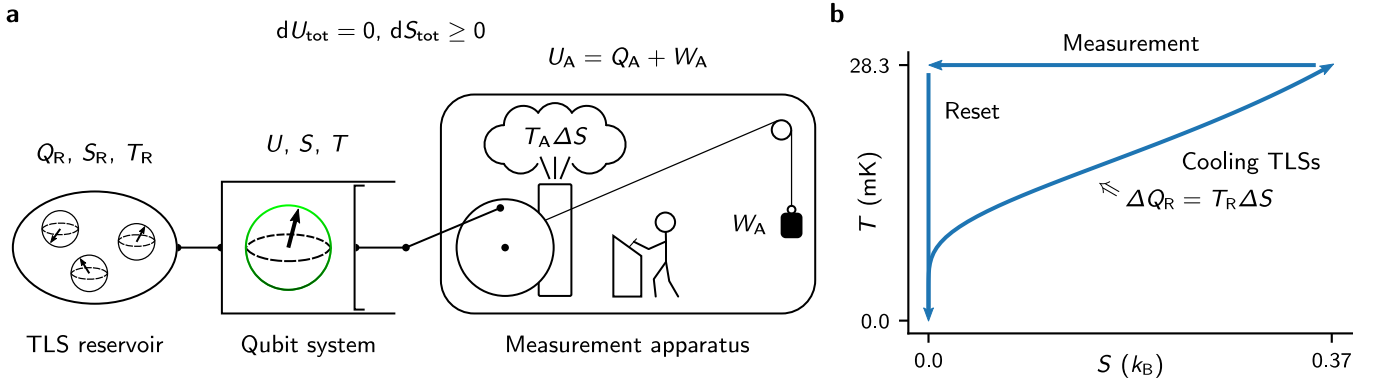 a
dU_tot = 0, dS_tot ≥ 0
U_A = Q_A + W_A
Q_R, S_R, T_R
U, S, T
T_A ΔS
W_A
TLS reservoir
Qubit system
Measurement apparatus
b
Measurement
28.3
Reset
Cooling TLSs
ΔQ_R = T_R ΔS
T (mK)
0.0
0.0
0.37
S (k_B)